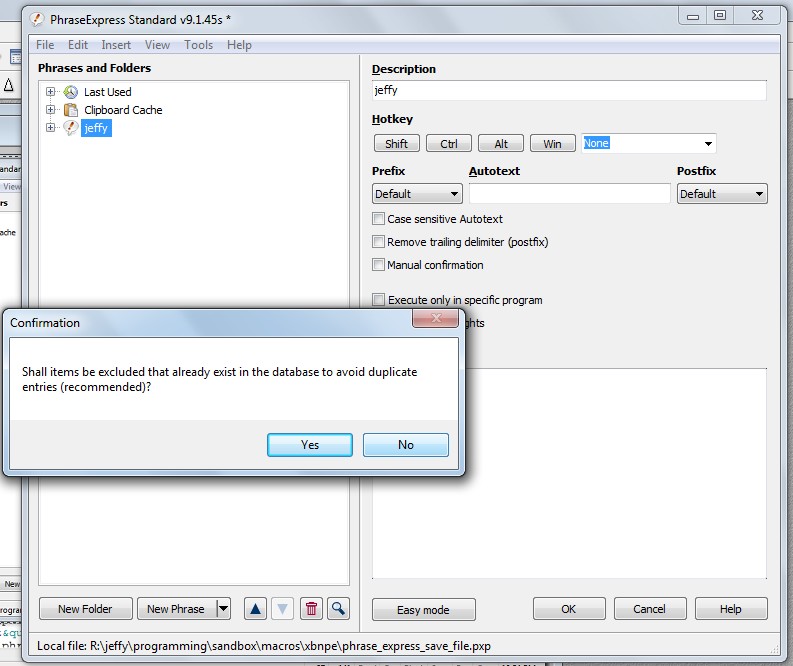 PhraseExpress Standard v9.1.45s *
File Edit Insert View Tools Help
Phrases and Folders
Last Used
Clipboard Cache
jeffy
Description
jeffy
Hotkey
Shift Ctrl Alt Win None
Prefix Autotext Postfix
Default Default
Case sensitive Autotext
Remove trailing delimiter (postfix)
Manual confirmation
Execute only in specific program
ghts
Confirmation
Shall items be excluded that already exist in the database to avoid duplicate
entries (recommended)?
Yes No
New Folder New Phrase Easy mode OK Cancel Help
Local file: R:\jeffy\programming\sandbox\macros\xbnpe\phrase_express_save_file.pxp
andar
View
rs
ache
New
rogra